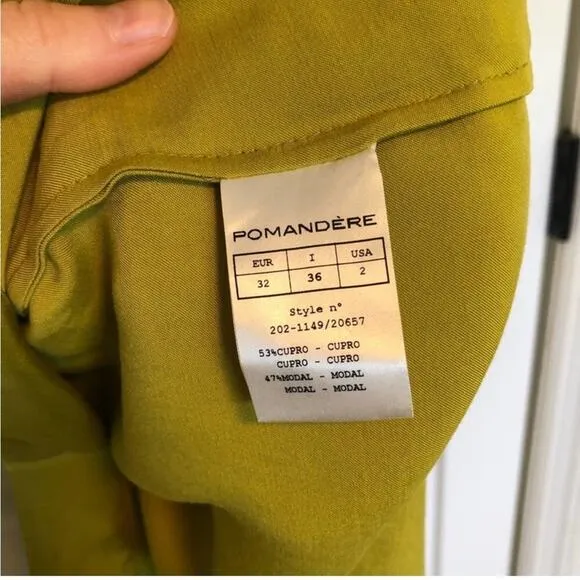 POMANDÈRE
EUR I USA
32 36 2
Style n°
202-1149/20657
53%CUPRO - CUPRO
CUPRO - CUPRO
47%MODAL - MODAL
MODAL - MODAL